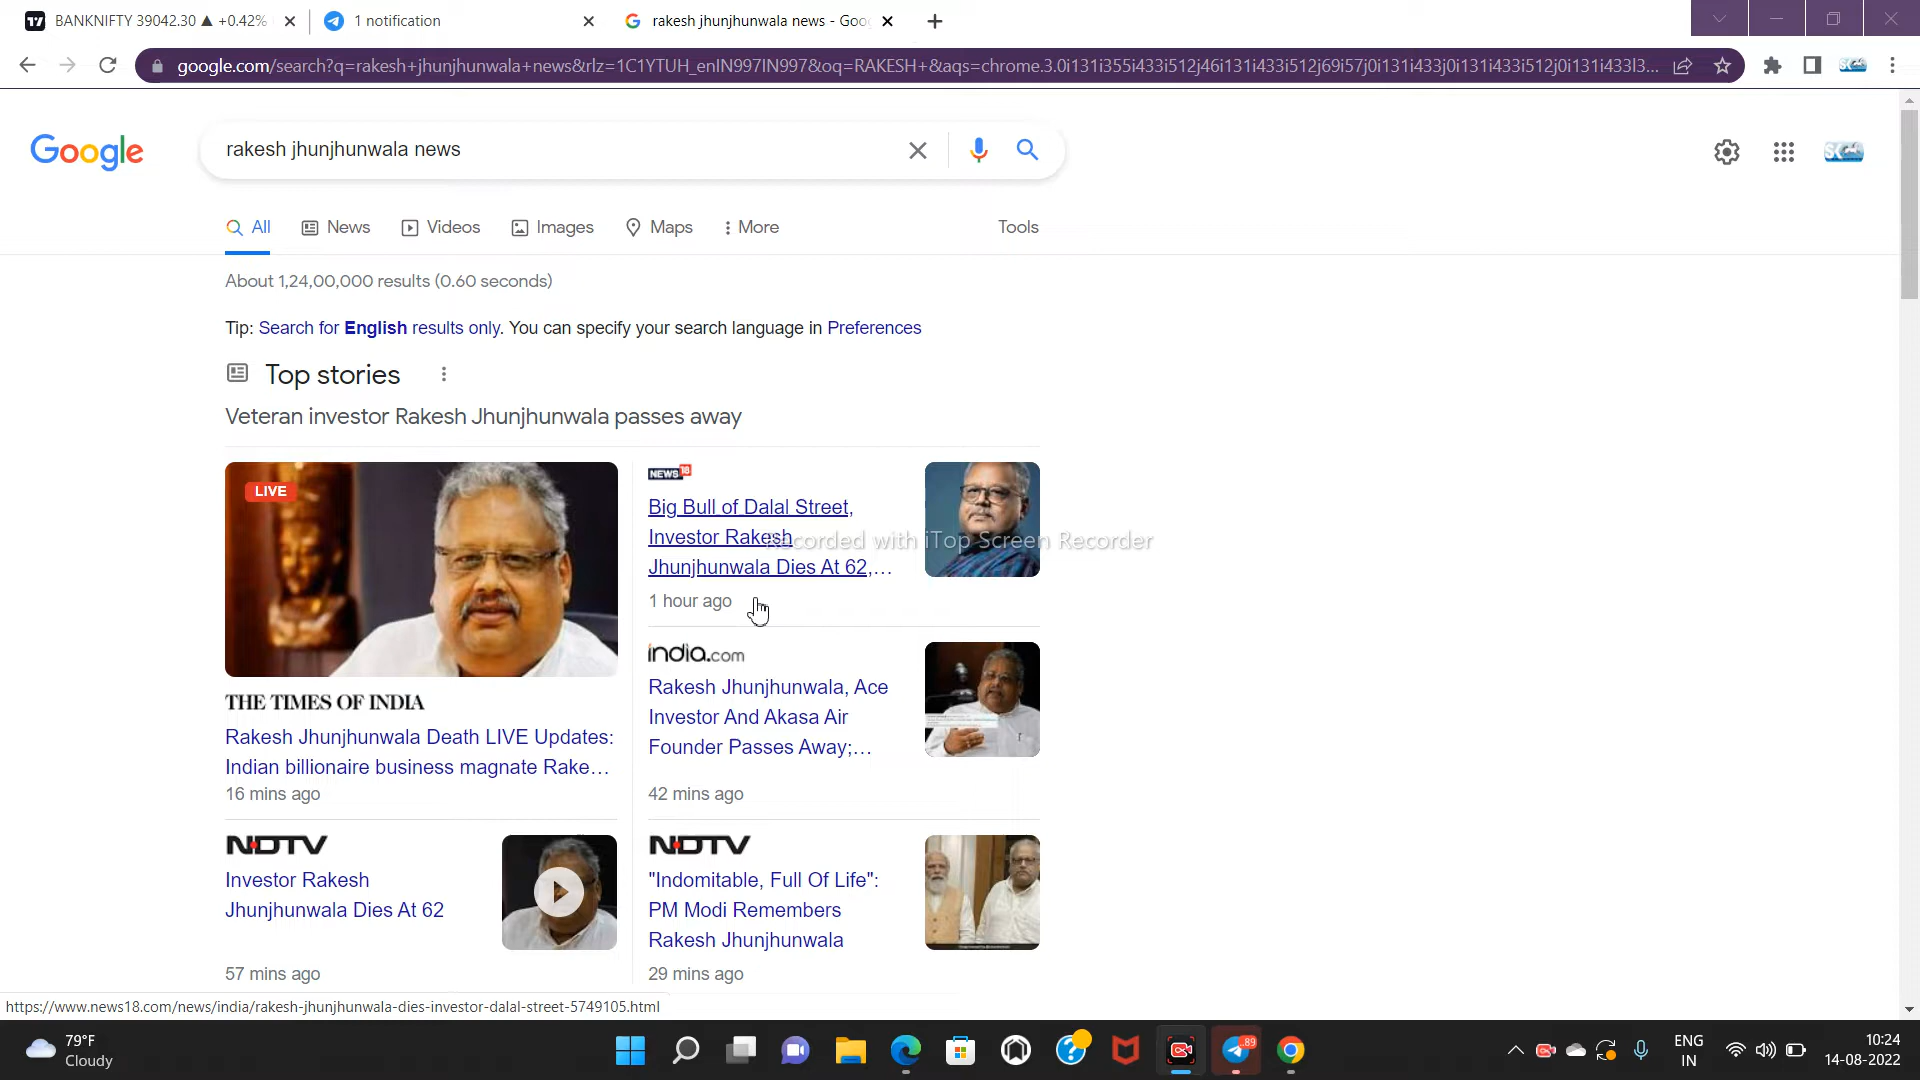 BANKNIFTY 39042.30 ▲ +0.42%
1 notification
rakesh jhunjhunwala news - Goo
google.com/search?q=rakesh+jhunjhunwala+news&rlz=1C1YTUH_enIN997IN997&oq=RAKESH+&aqs=chrome.3.0i131i355i433i512j46i131i433i512j69i57j0i131i433j0i131i433i512j0i131i433l3...
Google
rakesh jhunjhunwala news
All
News
Videos
Images
Maps
More
Tools
About 1,24,00,000 results (0.60 seconds)
Tip: Search for English results only. You can specify your search language in Preferences
Top stories
Veteran investor Rakesh Jhunjhunwala passes away
LIVE
THE TIMES OF INDIA
Rakesh Jhunjhunwala Death LIVE Updates:
Indian billionaire business magnate Rake...
16 mins ago
NEWS18
Big Bull of Dalal Street,
Investor Rakesh
Jhunjhunwala Dies At 62,...
1 hour ago
Recorded with iTop Screen Recorder
india.com
Rakesh Jhunjhunwala, Ace
Investor And Akasa Air
Founder Passes Away;...
42 mins ago
NDTV
Investor Rakesh
Jhunjhunwala Dies At 62
57 mins ago
NDTV
"Indomitable, Full Of Life":
PM Modi Remembers
Rakesh Jhunjhunwala
29 mins ago
https://www.news18.com/news/india/rakesh-jhunjhunwala-dies-investor-dalal-street-5749105.html
79°F
Cloudy
89
ENG
IN
10:24
14-08-2022